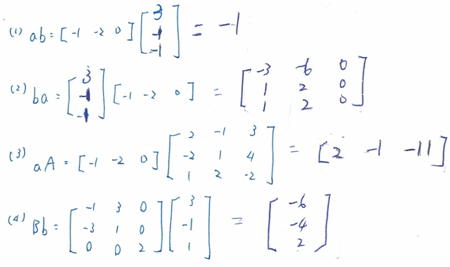 (1) ab = [-1 -2 0] [3; -1; -1] = -1
(2) ba = [3; -1; -1] [-1 -2 0] = [-3 -6 0; 1 2 0; 1 2 0]
(3) aA = [-1 -2 0] [2 -1 3; -2 1 4; 1 2 -2] = [2 -1 -11]
(4) Bb = [-1 3 0; -3 1 0; 0 0 2] [3; -1; 1] = [-6; -4; 2]